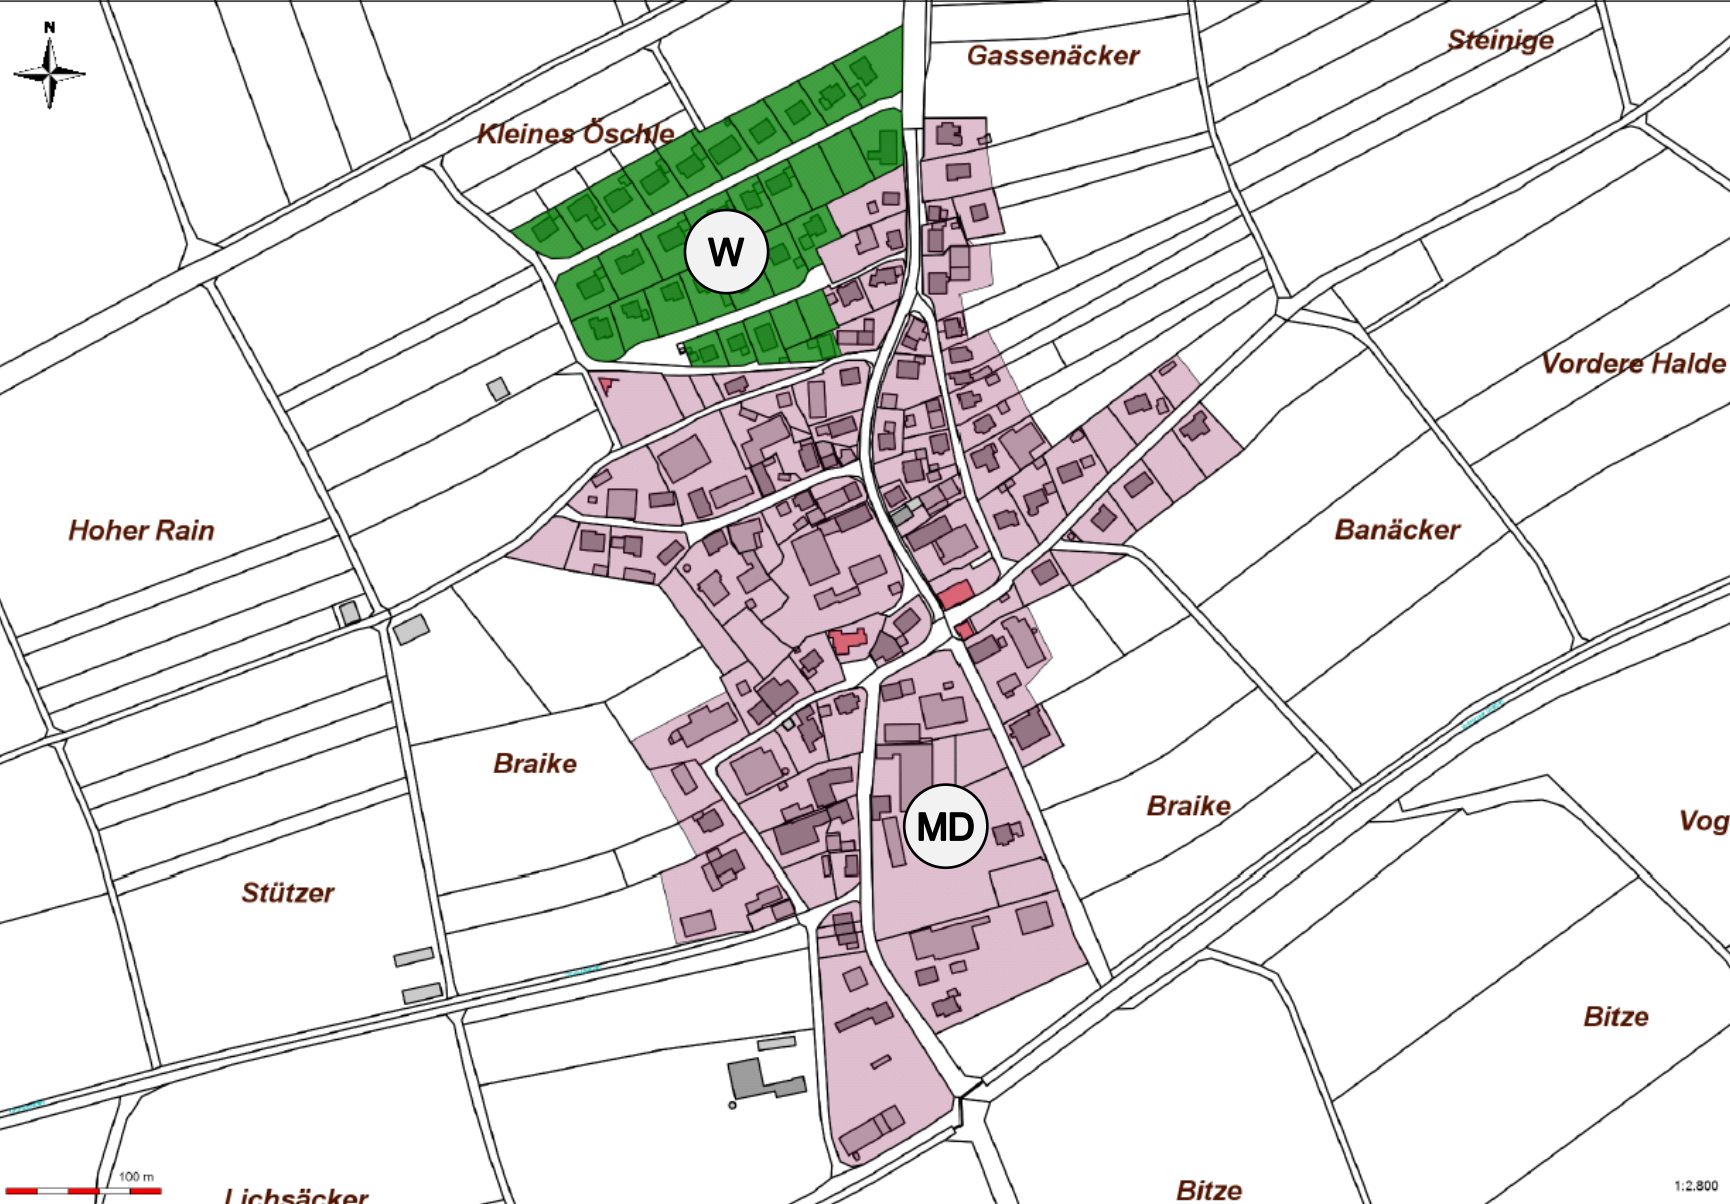 N
Gassenäcker
Steinige
Kleines Öschle
W
Vordere Halde
Hoher Rain
Banäcker
Braike
Braike
MD
Vog
Stützer
Bitze
100 m
Lichsäcker
Bitze
1:2.800